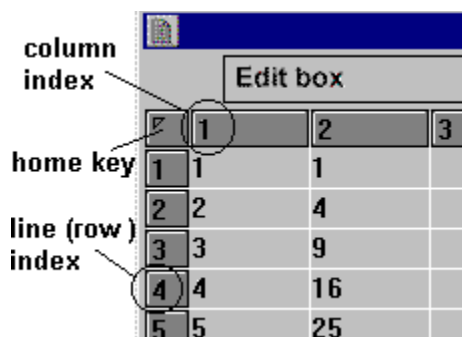 column
index
Edit box
1 2 3
home key
1 1 1
2 2 4
line (row )
index
3 3 9
4 4 16
5 5 25